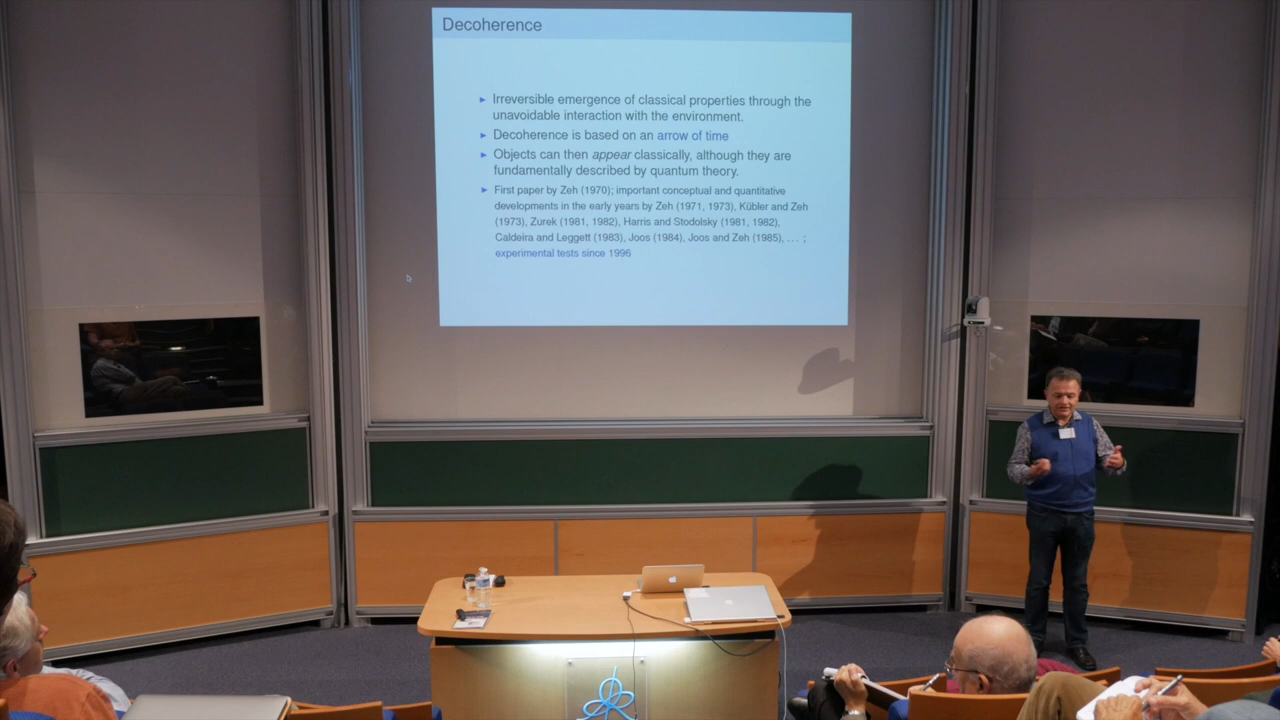 Decoherence
Irreversible emergence of classical properties through the
unavoidable interaction with the environment.
Decoherence is based on an arrow of time
Objects can then appear classically, although they are
fundamentally described by quantum theory.
First paper by Zeh (1970); important conceptual and quantitative
developments in the early years by Zeh (1971, 1973), Kübler and Zeh
(1973), Zurek (1981, 1982), Harris and Stodolsky (1981, 1982),
Caldeira and Leggett (1983), Joos (1984), Joos and Zeh (1985), . . . ;
experimental tests since 1996